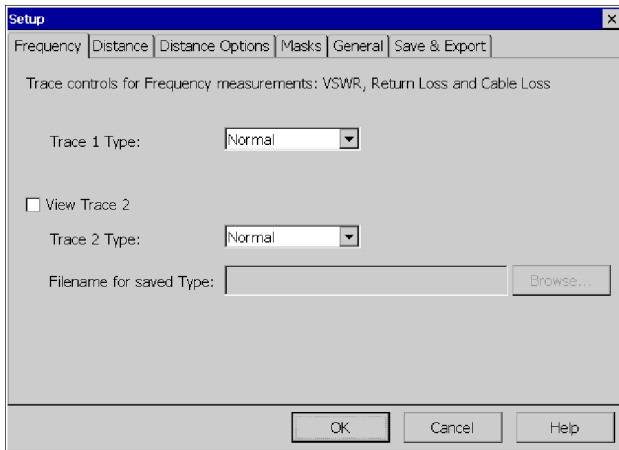 Setup
Frequency Distance Distance Options Masks General Save & Export
Trace controls for Frequency measurements: VSWR, Return Loss and Cable Loss
Trace 1 Type: Normal
View Trace 2
Trace 2 Type: Normal
Filename for saved Type: Browse...
OK Cancel Help